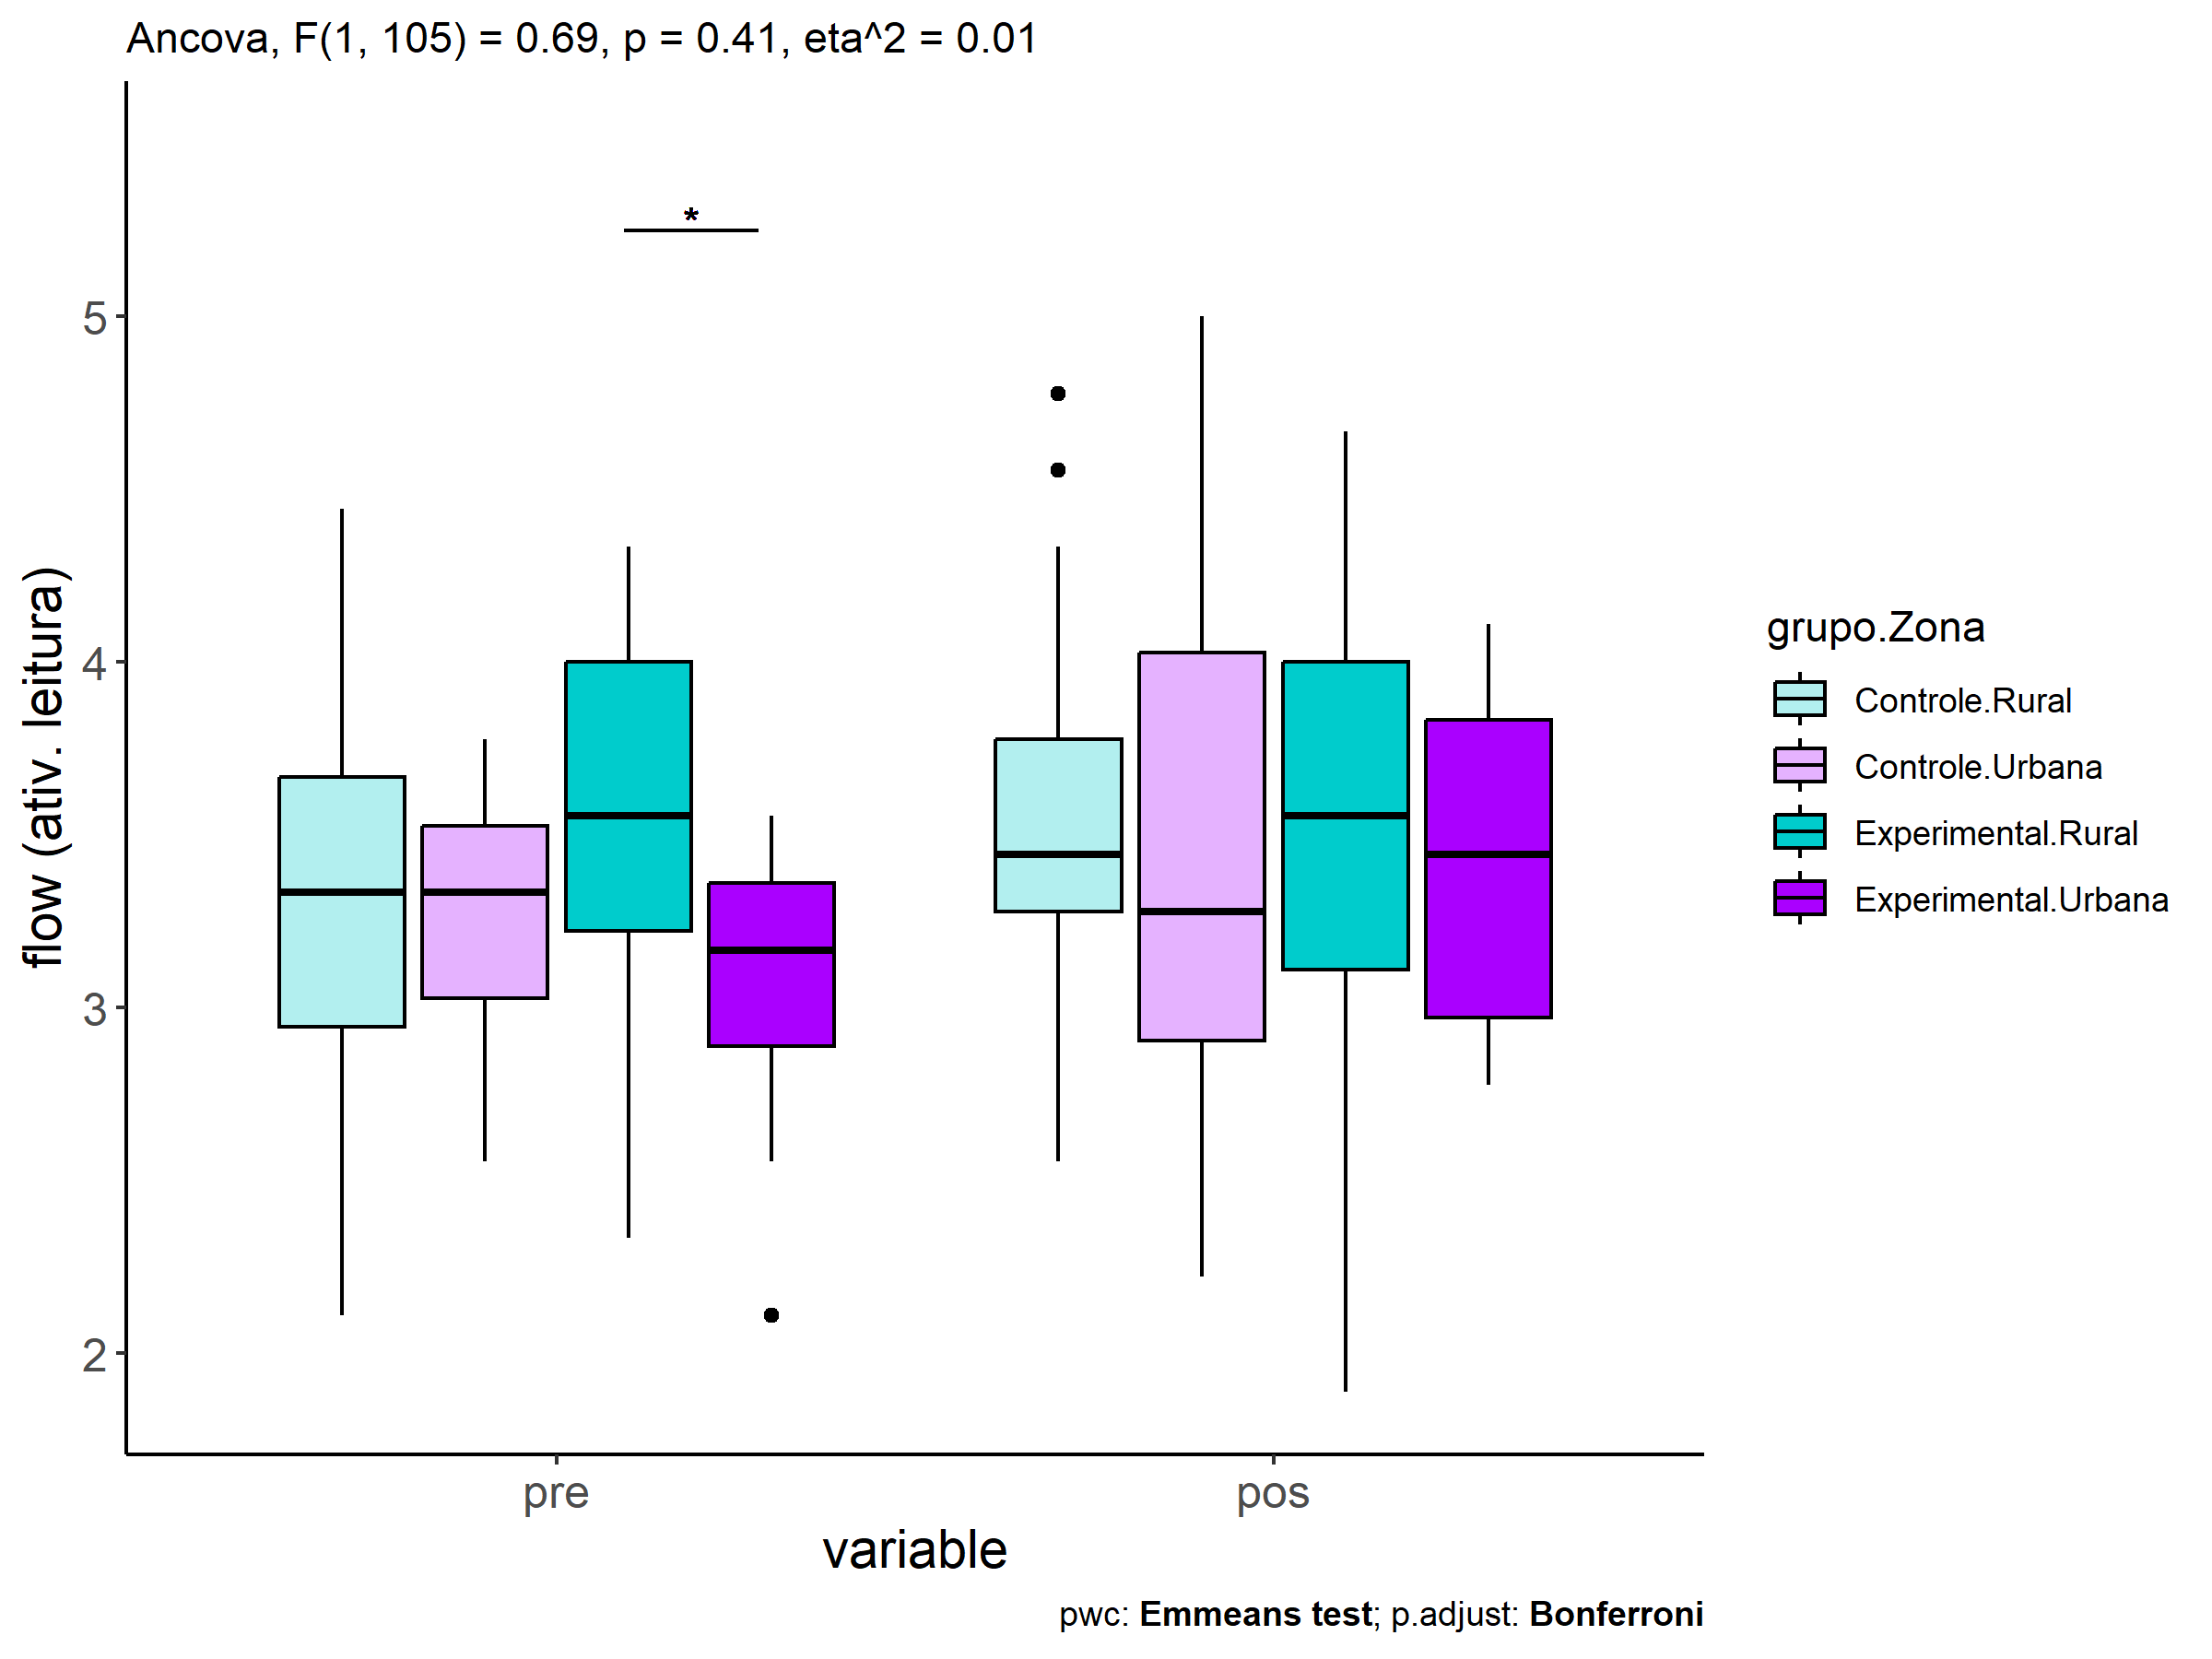 Ancova, F(1, 105) = 0.69, p = 0.41, eta^2 = 0.01
*
5
4
3
2
flow (ativ. leitura)
pre
pos
variable
grupo.Zona
Controle.Rural
Controle.Urbana
Experimental.Rural
Experimental.Urbana
pwc: Emmeans test; p.adjust: Bonferroni